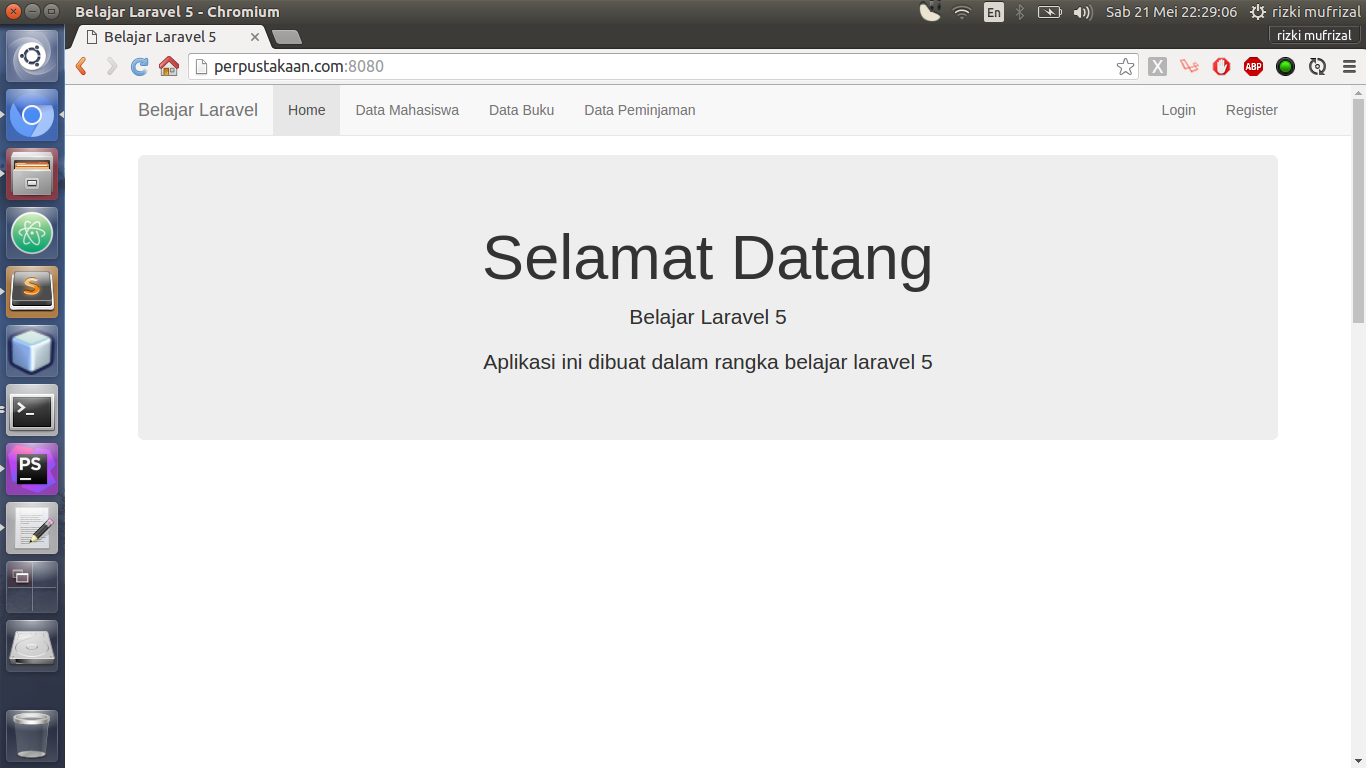 Belajar Laravel 5 - Chromium
En
Sab 21 Mei 22:29:06
rizki mufrizal
Belajar Laravel 5
rizki mufrizal
perpustakaan.com:8080
X
ABP
Belajar Laravel
Home
Data Mahasiswa
Data Buku
Data Peminjaman
Login
Register
Selamat Datang
Belajar Laravel 5
Aplikasi ini dibuat dalam rangka belajar laravel 5
S
>_
PS